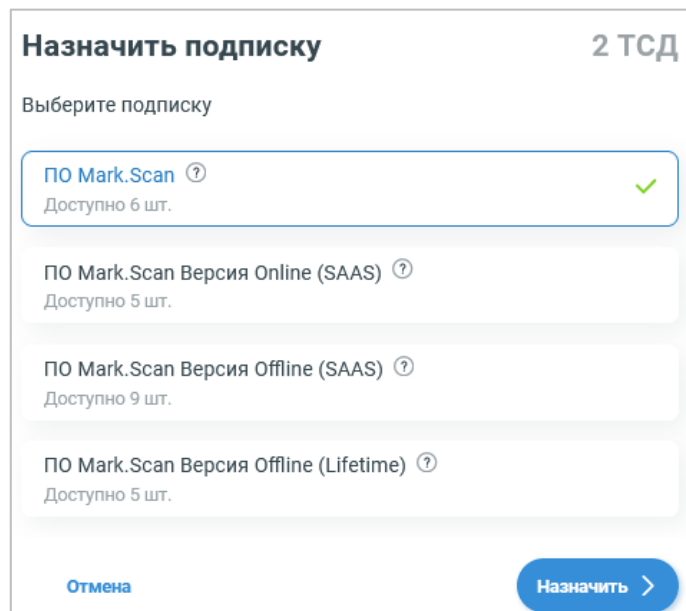 Назначить подписку 2 ТСД
Выберите подписку
ПО Mark.Scan ?
Доступно 6 шт.
ПО Mark.Scan Версия Online (SAAS) ?
Доступно 5 шт.
ПО Mark.Scan Версия Offline (SAAS) ?
Доступно 9 шт.
ПО Mark.Scan Версия Offline (Lifetime) ?
Доступно 5 шт.
Отмена Назначить